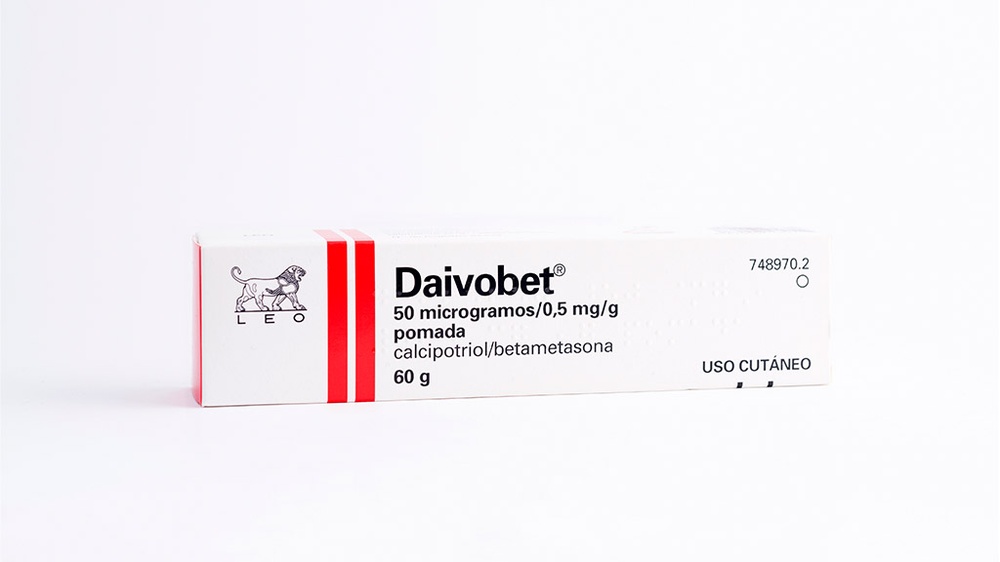 LEO
Daivobet®
50 microgramos/0,5 mg/g
pomada
calcipotriol/betametasona
60 g
748970.2
USO CUTÁNEO